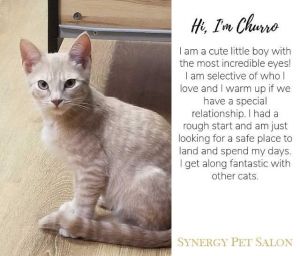 Hi, I'm Churro
I am a cute little boy with
the most incredible eyes!
I am selective of who I
love and I warm up if we
have a special
relationship. I had a
rough start and am just
looking for a safe place to
land and spend my days.
I get along fantastic with
other cats.
SYNERGY PET SALON